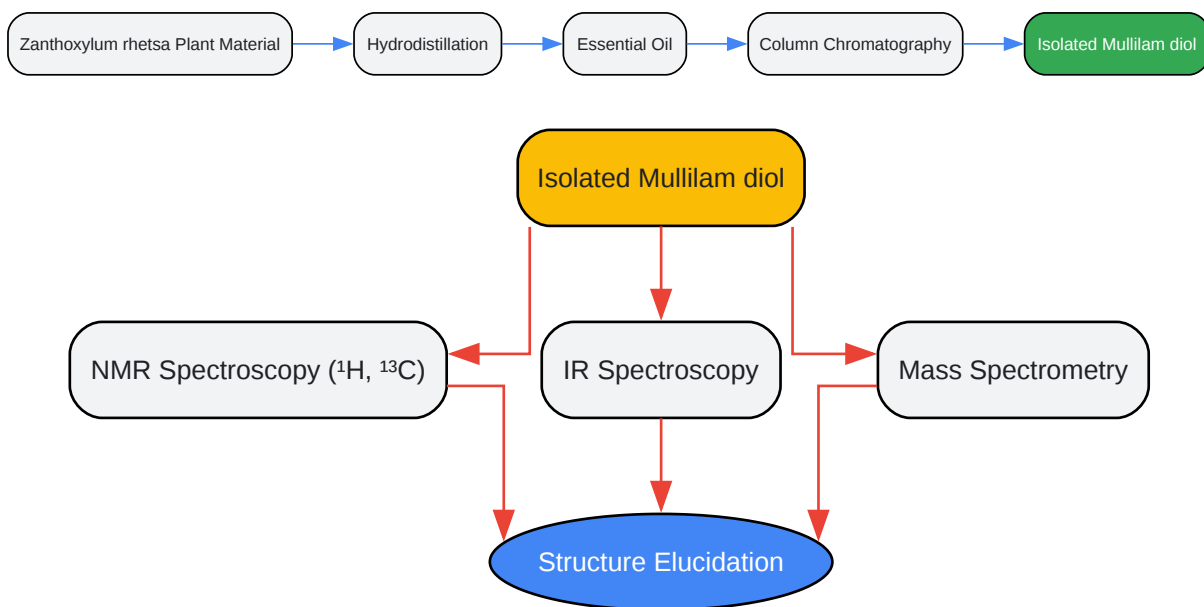 Zanthoxylum rhetsa Plant Material
Hydrodistillation
Essential Oil
Column Chromatography
Isolated Mullilam diol
Isolated Mullilam diol
NMR Spectroscopy (¹H, ¹³C)
IR Spectroscopy
Mass Spectrometry
Structure Elucidation